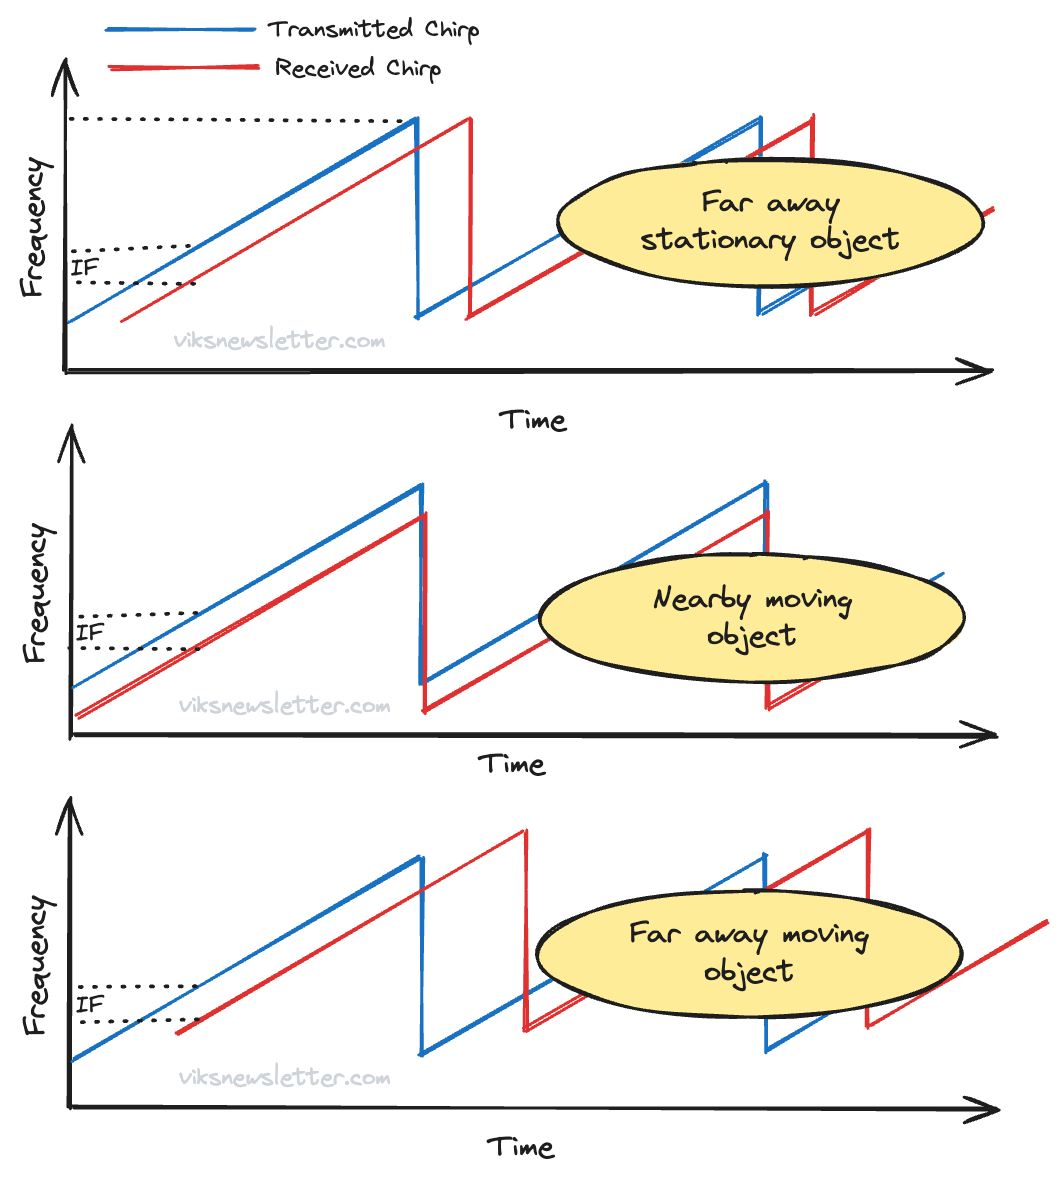 Transmitted Chirp
Received Chirp
Frequency
IF
Far away
stationary object
viksnewsletter.com
Time
Frequency
IF
Nearby moving
object
viksnewsletter.com
Time
Frequency
IF
Far away moving
object
viksnewsletter.com
Time